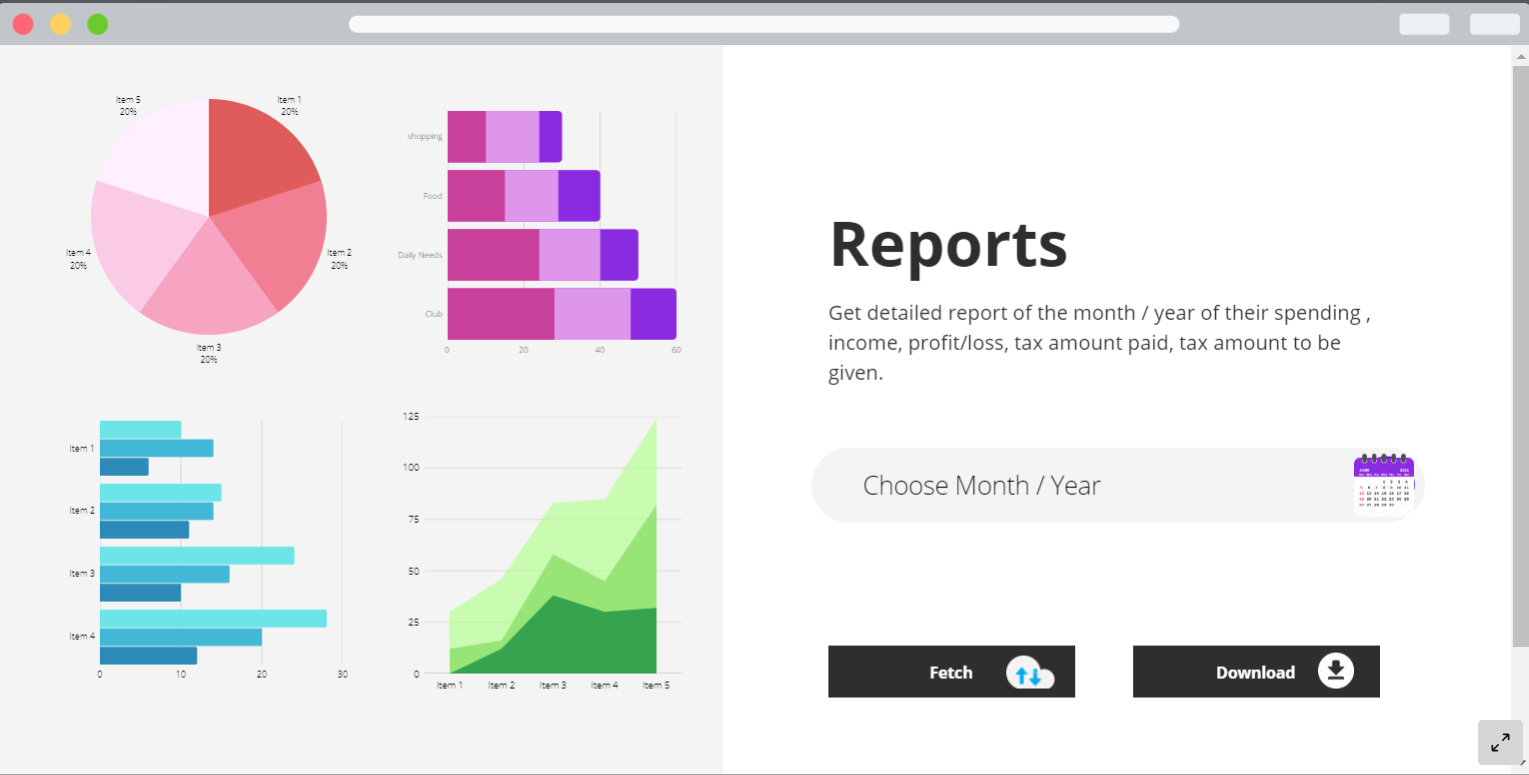 Item 5
20%
Item 1
20%
Item 4
20%
Item 2
20%
Item 3
20%
shopping
Food
Daily Needs
Club
0 20 40 60
Item 1
Item 2
Item 3
Item 4
0 10 20 30
125
100
75
50
25
0
Item 1 Item 2 Item 3 Item 4 Item 5
Reports
Get detailed report of the month / year of their spending ,
income, profit/loss, tax amount paid, tax amount to be
given.
Choose Month / Year
JUNE
Fetch
Download